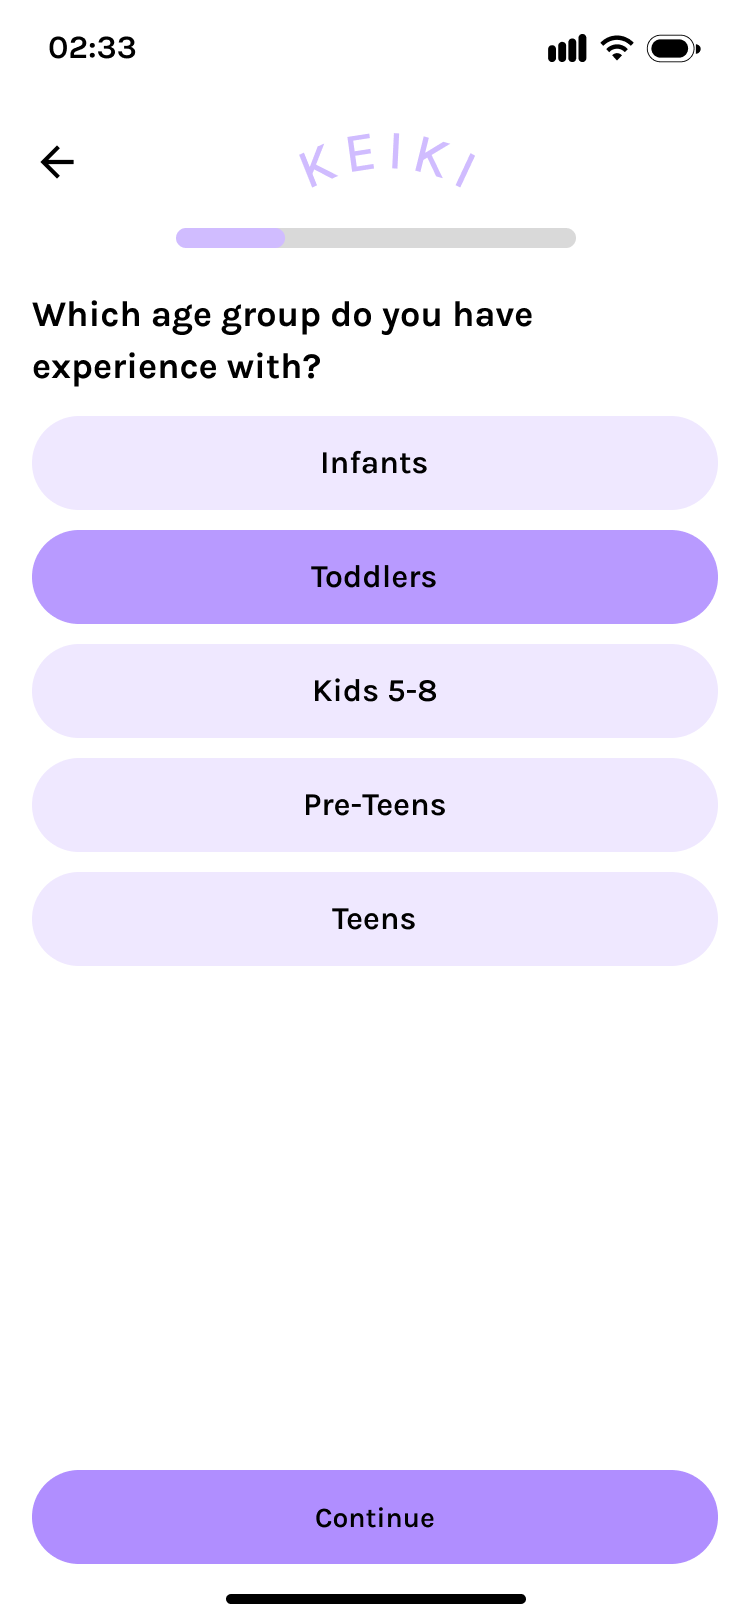 02:33
KEIKI
Which age group do you have
experience with?
Infants
Toddlers
Kids 5-8
Pre-Teens
Teens
Continue